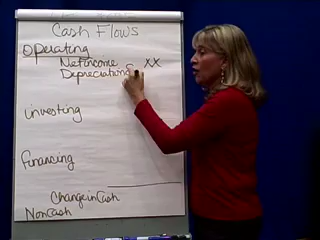 Cash Flows
Operating
Net income XX
Depreciation
investing
financing
Change in Cash
NonCash